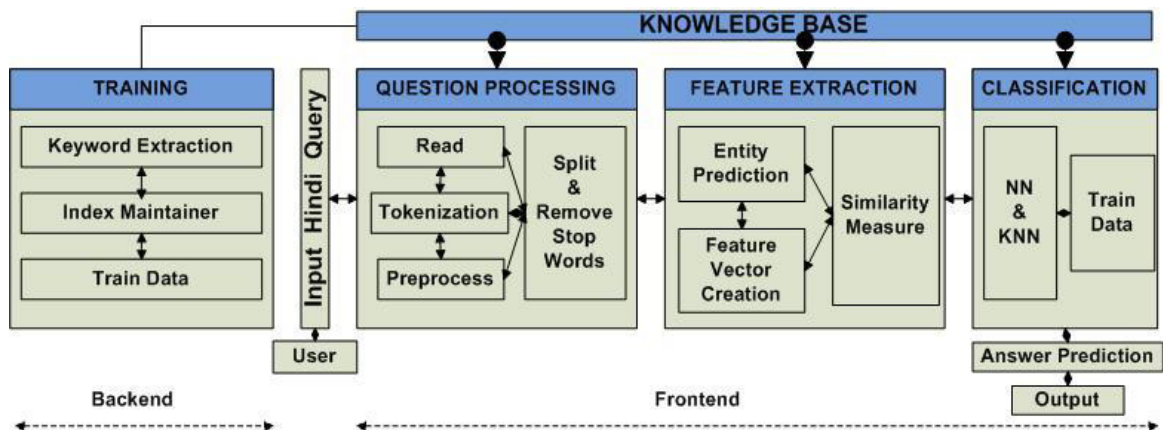 KNOWLEDGE BASE
TRAINING
Keyword Extraction
Index Maintainer
Train Data
Input Hindi Query
User
QUESTION PROCESSING
Read
Tokenization
Preprocess
Split
&
Remove
Stop
Words
FEATURE EXTRACTION
Entity
Prediction
Feature
Vector
Creation
Similarity
Measure
CLASSIFICATION
NN
&
KNN
Train
Data
Answer Prediction
Output
Backend
Frontend